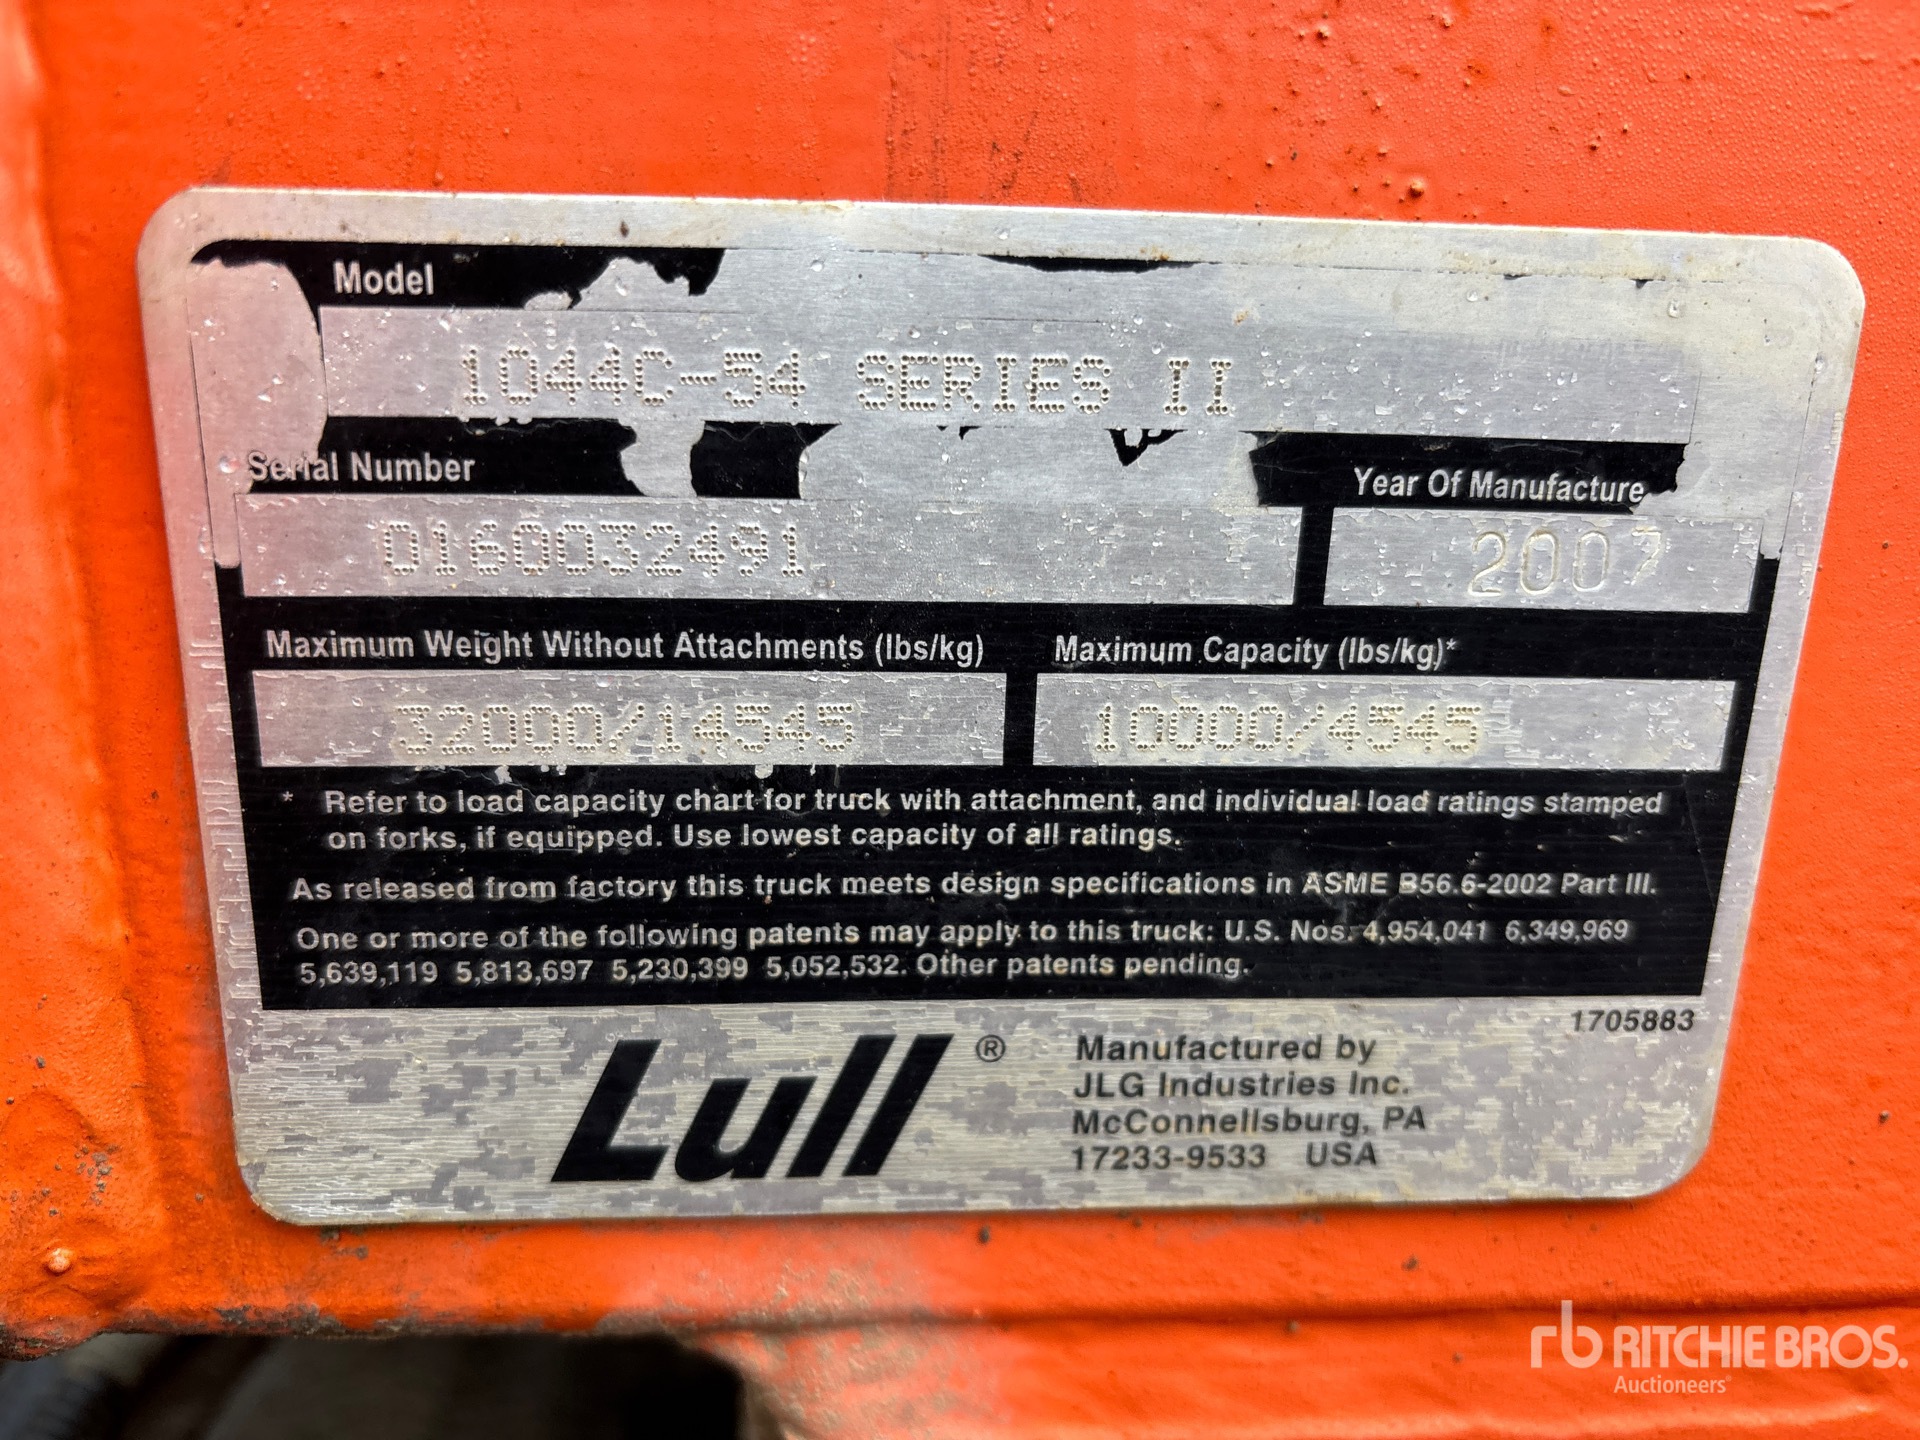 Model
1044C-54 SERIES II
Serial Number
Year Of Manufacture
0160032491
2007
Maximum Weight Without Attachments (lbs/kg)
Maximum Capacity (lbs/kg)*
32000/14545
10000/4545
* Refer to load capacity chart for truck with attachment, and individual load ratings stamped
on forks, if equipped. Use lowest capacity of all ratings.
As released from factory this truck meets design specifications in ASME B56.6-2002 Part III.
One or more of the following patents may apply to this truck: U.S. Nos. 4,954,041 6,349,969
5,639,119 5,813,697 5,230,399 5,052,532. Other patents pending.
1705883
Lull®
Manufactured by
JLG Industries Inc.
McConnellsburg, PA
17233-9533 USA
rb RITCHIE BROS.
Auctioneers